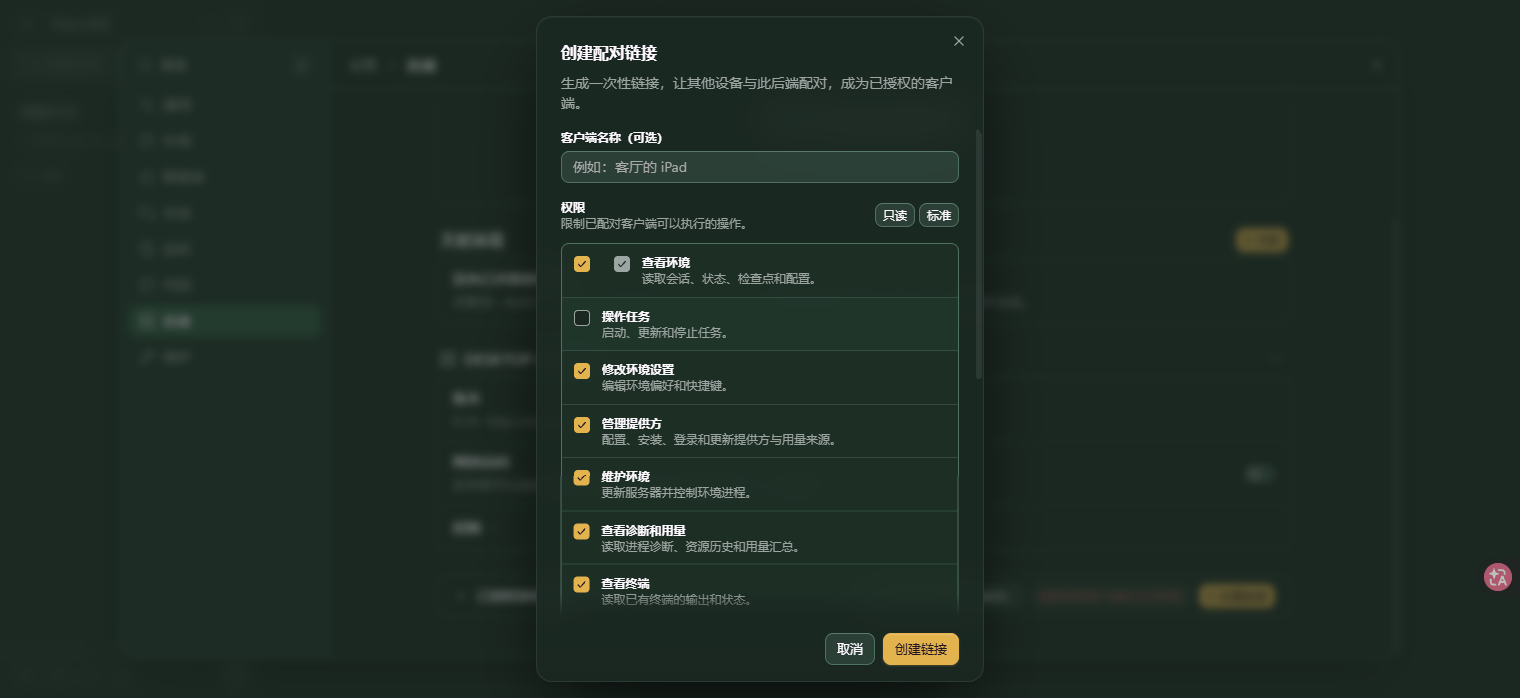 创建配对链接
生成一次性链接，让其他设备与此后端配对，成为已授权的客户
端。
客户端名称（可选）
例如：客厅的 iPad
权限
限制已配对客户端可以执行的操作。
只读
标准
查看环境
读取会话、状态、检查点和配置。
操作任务
启动、更新和停止任务。
修改环境设置
编辑环境偏好和快捷键。
管理提供方
配置、安装、登录和更新提供方与用量来源。
维护环境
更新服务器并控制环境进程。
查看诊断和用量
读取进程诊断、资源历史和用量汇总。
查看终端
读取已有终端的输出和状态。
取消
创建链接